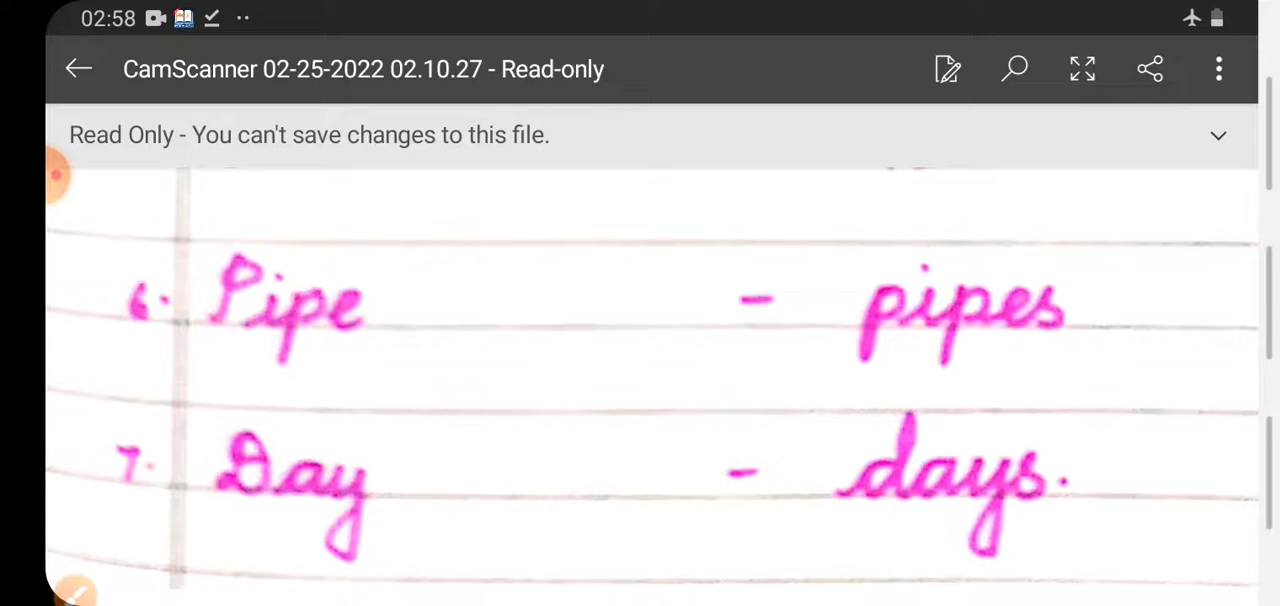 02:58
CamScanner 02-25-2022 02.10.27 - Read-only
Read Only - You can't save changes to this file.
6. Pipe - pipes
7. Day - days.